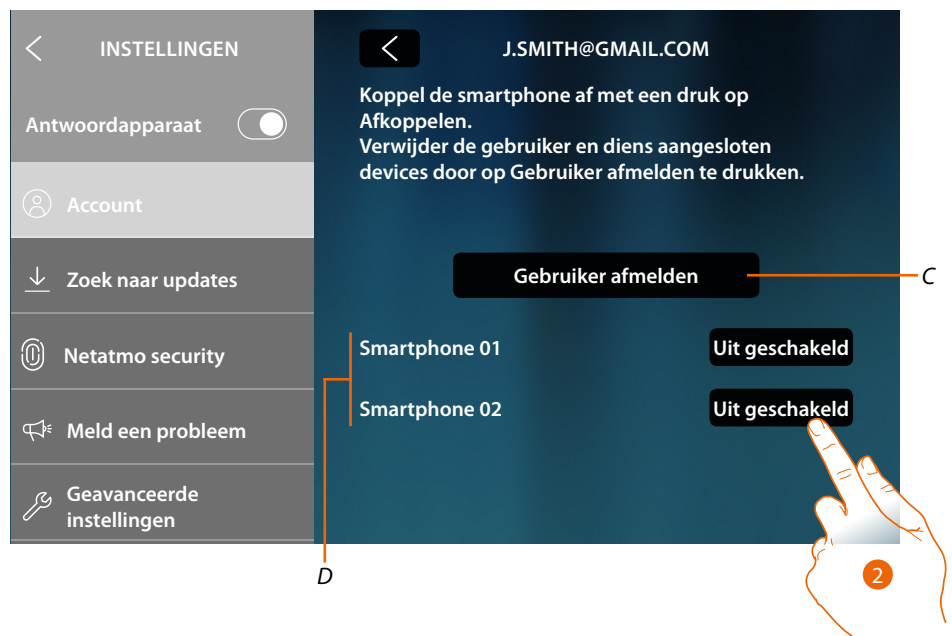 INSTELLINGEN
Antwoordapparaat
Account
Zoek naar updates
Netatmo security
Meld een probleem
Geavanceerde
instellingen
J.SMITH@GMAIL.COM
Koppel de smartphone af met een druk op
Afkoppelen.
Verwijder de gebruiker en diens aangesloten
devices door op Gebruiker afmelden te drukken.
Gebruiker afmelden
C
Smartphone 01
Uit geschakeld
Smartphone 02
Uit geschakeld
D
2